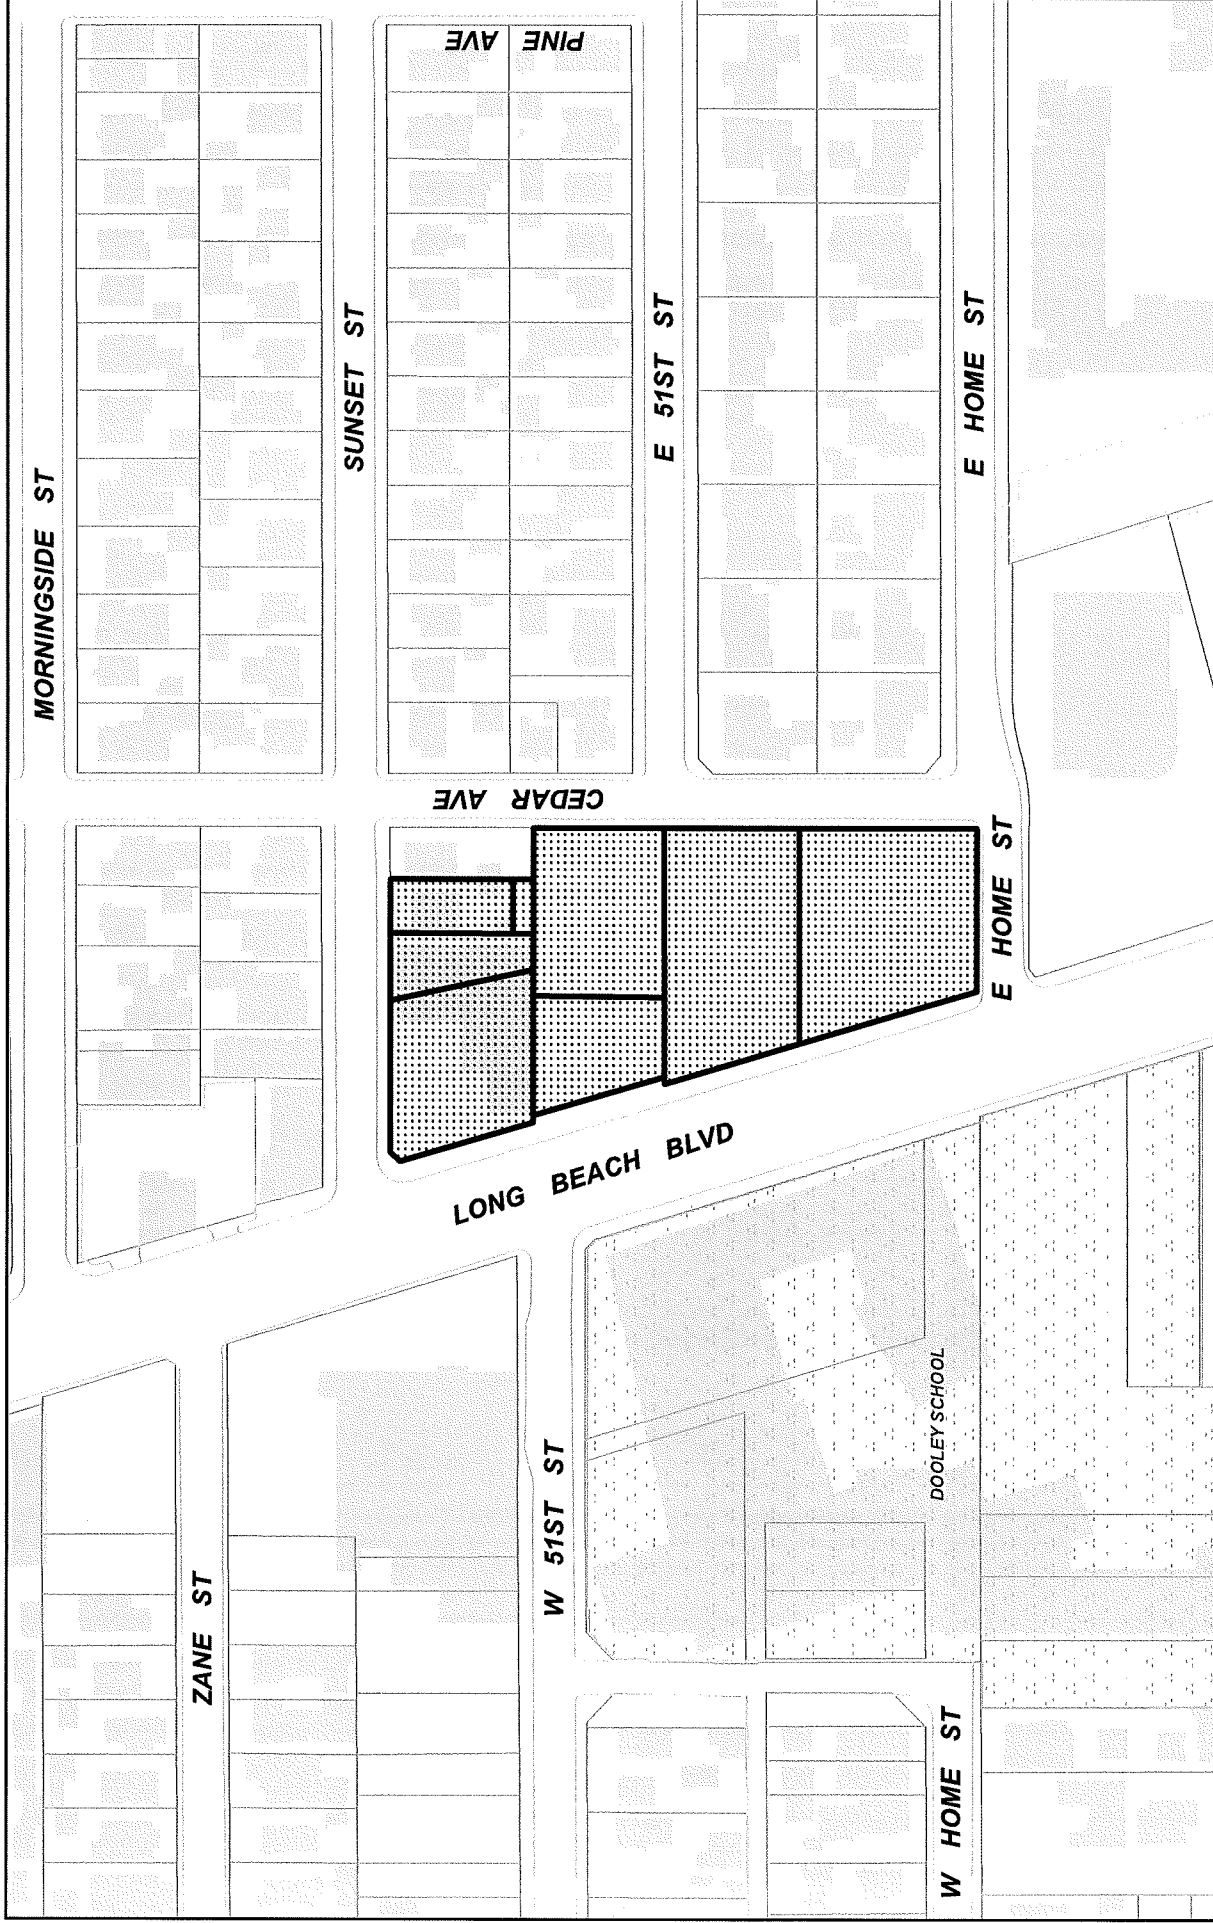 PINE AVE
MORNINGSIDE ST
SUNSET ST
E 51ST ST
E HOME ST
CEDAR AVE
E HOME ST
LONG BEACH BLVD
ZANE ST
W 51ST ST
DOOLEY SCHOOL
W HOME ST